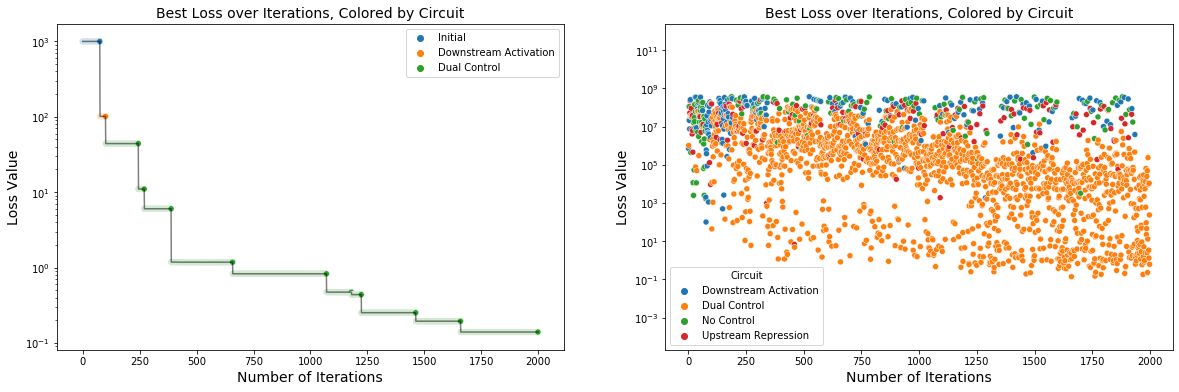 Best Loss over Iterations, Colored by Circuit
Loss Value
10³
10²
10¹
10⁰
10⁻¹
Initial
Downstream Activation
Dual Control
0 250 500 750 1000 1250 1500 1750 2000
Number of Iterations
Best Loss over Iterations, Colored by Circuit
Loss Value
10¹¹
10⁹
10⁷
10⁵
10³
10¹
10⁻¹
10⁻³
Circuit
Downstream Activation
Dual Control
No Control
Upstream Repression
0 250 500 750 1000 1250 1500 1750 2000
Number of Iterations